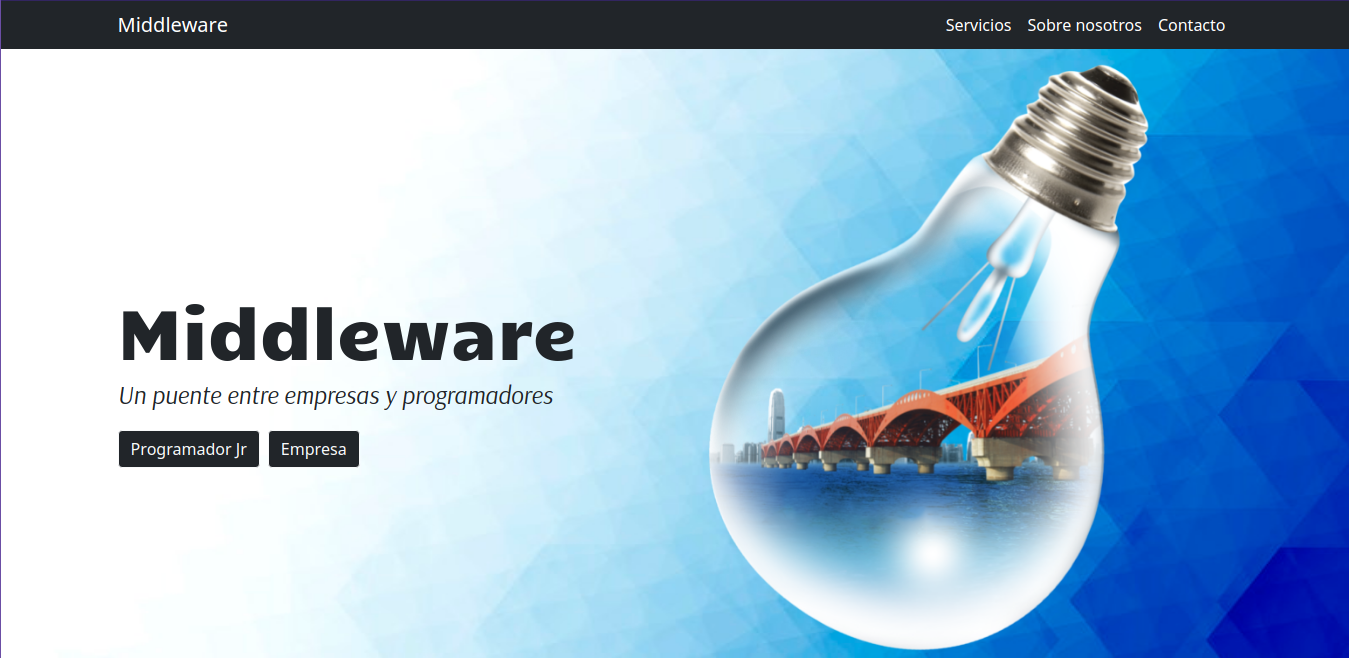 Middleware
Servicios Sobre nosotros Contacto
Middleware
Un puente entre empresas y programadores
Programador Jr Empresa